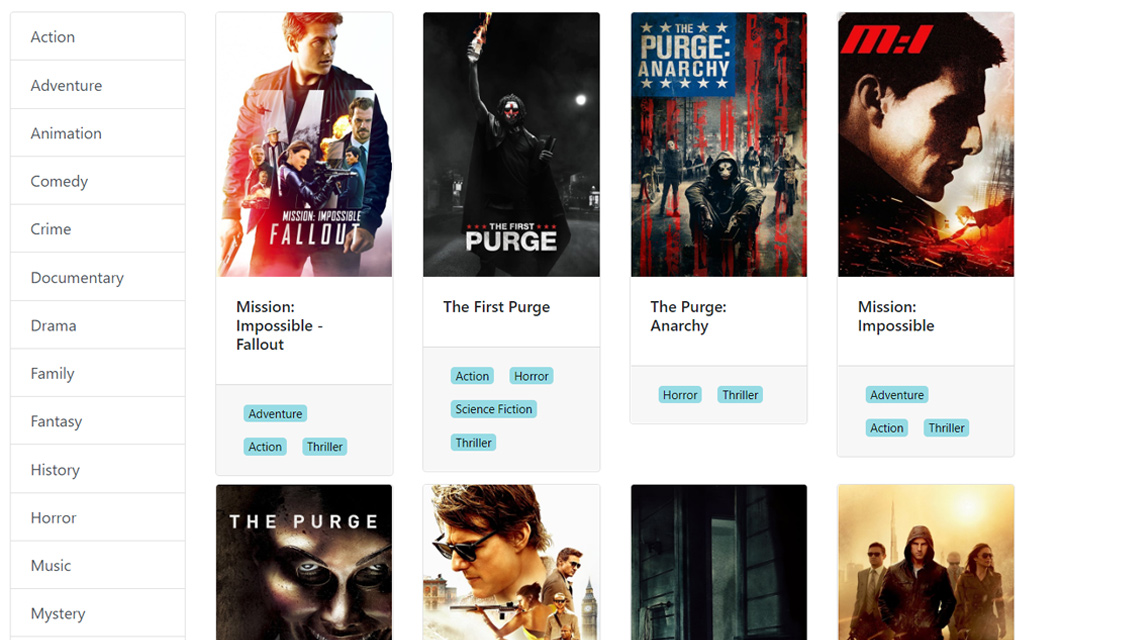 Action
Adventure
Animation
Comedy
Crime
Documentary
Drama
Family
Fantasy
History
Horror
Music
Mystery
MISSION: IMPOSSIBLE
FALLOUT
Mission:
Impossible -
Fallout
Adventure
Action Thriller
THE FIRST
PURGE
The First Purge
Action Horror
Science Fiction
Thriller
THE
PURGE:
ANARCHY
The Purge:
Anarchy
Horror Thriller
M:I
Mission:
Impossible
Adventure
Action Thriller
THE PURGE